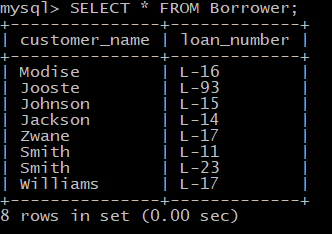 mysql> SELECT * FROM Borrower;
+---------------+-------------+
| customer_name | loan_number |
+---------------+-------------+
| Modise        | L-16        |
| Jooste        | L-93        |
| Johnson       | L-15        |
| Jackson       | L-14        |
| Zwane         | L-17        |
| Smith         | L-11        |
| Smith         | L-23        |
| Williams      | L-17        |
+---------------+-------------+
8 rows in set (0.00 sec)